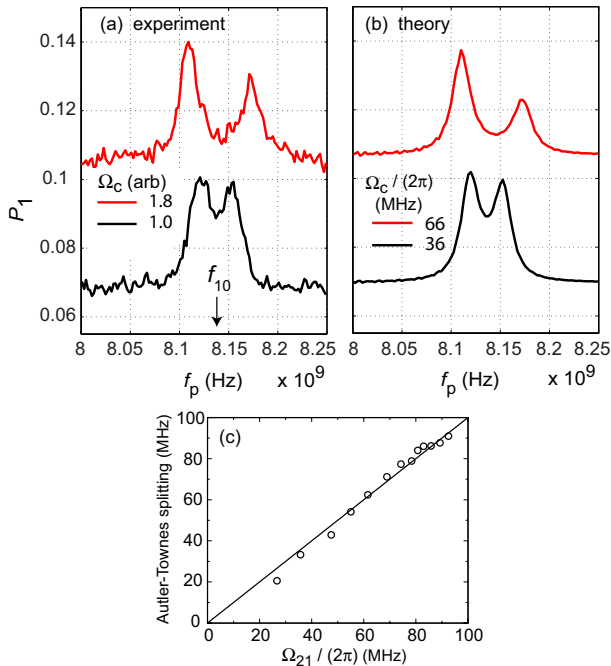 (a) experiment
(b) theory
0.14
0.12
0.1
0.08
0.06
P1
Ωc (arb)
1.8
1.0
f10
Ωc / (2π)
(MHz)
66
36
8 8.05 8.1 8.15 8.2 8.25
8 8.05 8.1 8.15 8.2 8.25
fp (Hz) x 10^9
fp (Hz) x 10^9
(c)
Autler-Townes splitting (MHz)
100
80
60
40
20
0
0 20 40 60 80 100
Ω21 / (2π) (MHz)